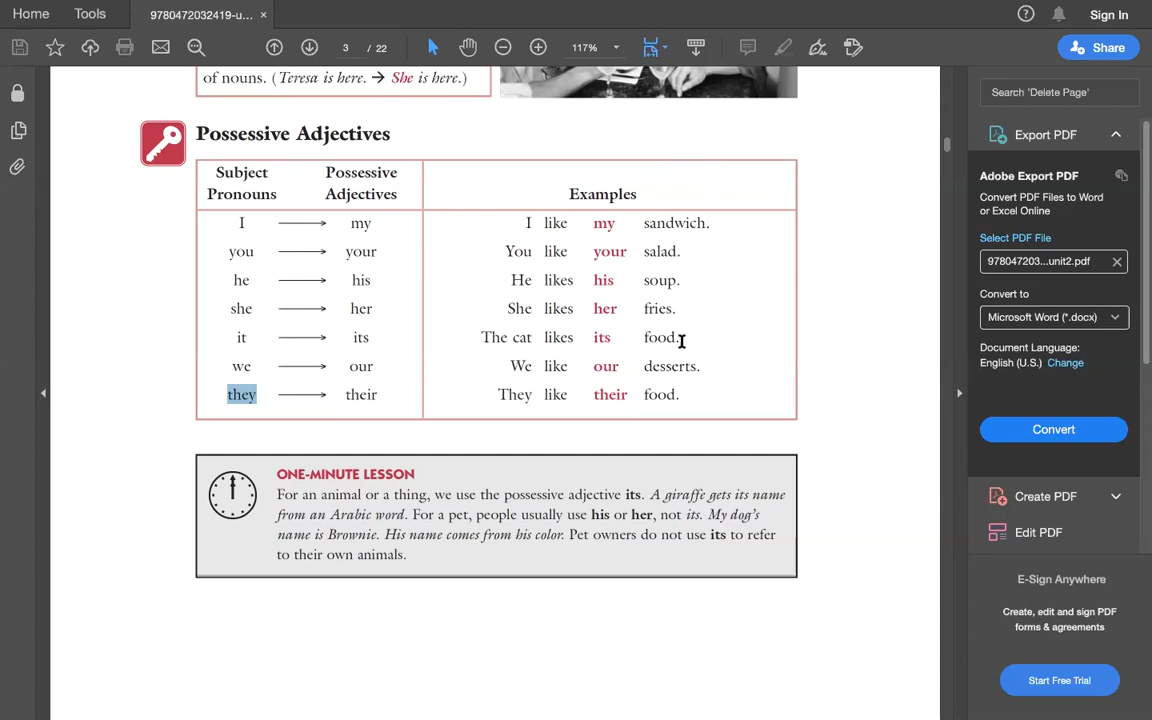 Home Tools 9780472032419-u... × Sign In
3 / 22 117% Share
of nouns. (Teresa is here. → She is here.)
Possessive Adjectives
Subject Pronouns Possessive Adjectives Examples
I → my I like my sandwich.
you → your You like your salad.
he → his He likes his soup.
she → her She likes her fries.
it → its The cat likes its food.
we → our We like our desserts.
they → their They like their food.
ONE-MINUTE LESSON
For an animal or a thing, we use the possessive adjective its. A giraffe gets its name
from an Arabic word. For a pet, people usually use his or her, not its. My dog's
name is Brownie. His name comes from his color. Pet owners do not use its to refer
to their own animals.
Search 'Delete Page'
Export PDF
Adobe Export PDF
Convert PDF Files to Word
or Excel Online
Select PDF File
978047203...unit2.pdf ×
Convert to
Microsoft Word (*.docx)
Document Language:
English (U.S.) Change
Convert
Create PDF
Edit PDF
E-Sign Anywhere
Create, edit and sign PDF
forms & agreements
Start Free Trial